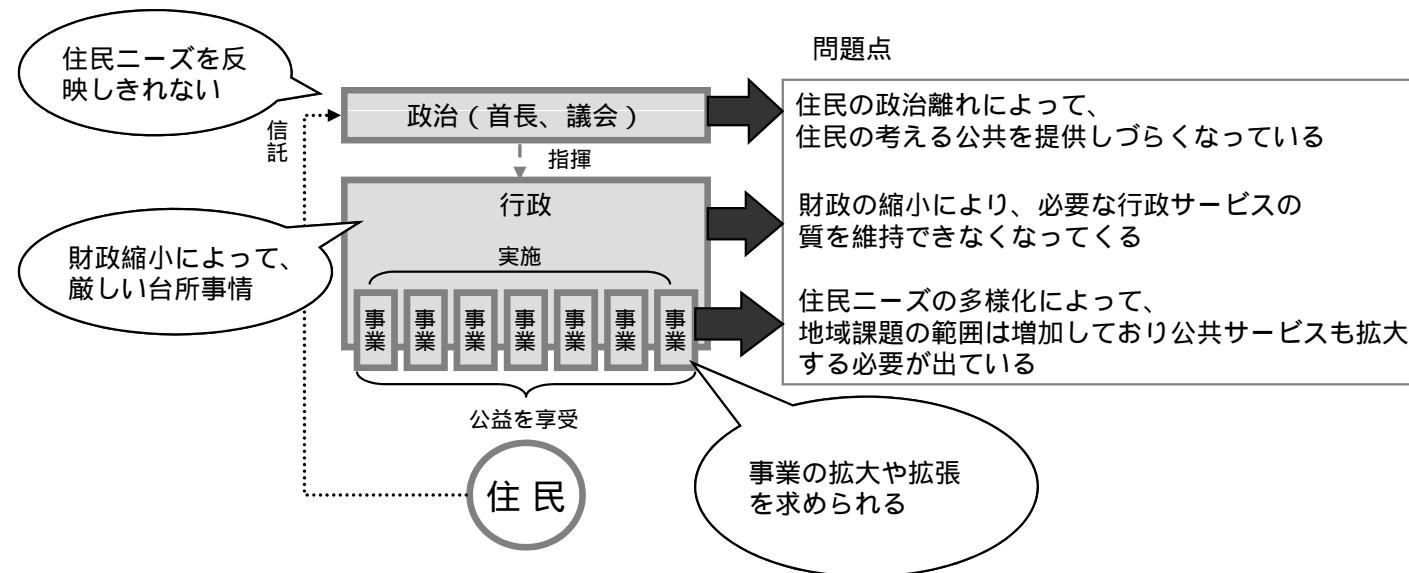 住民ニーズを反
映しきれない
問題点
政治（首長、議会）
信託
指揮
住民の政治離れによって、
住民の考える公共を提供しづらくなっている
行政
財政の縮小により、必要な行政サービスの
質を維持できなくなってくる
財政縮小によって、
厳しい台所事情
実施
事業
事業
事業
事業
事業
事業
事業
住民ニーズの多様化によって、
地域課題の範囲は増加しており公共サービスも拡大
する必要が出ている
公益を享受
住 民
事業の拡大や拡張
を求められる